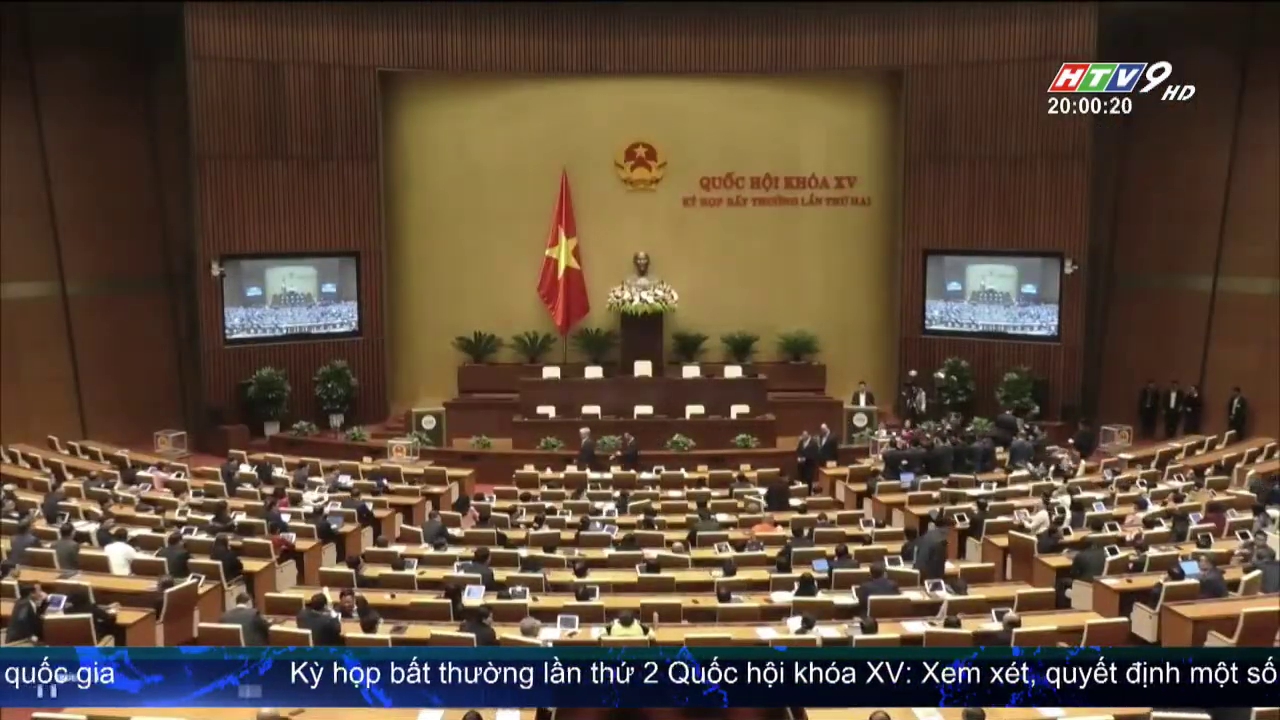 HTV9 HD
20:00:20
QUỐC HỘI KHÓA XV
KỲ HỌP BẤT THƯỜNG LẦN THỨ HAI
quốc gia Kỳ họp bất thường lần thứ 2 Quốc hội khóa XV: Xem xét, quyết định một số